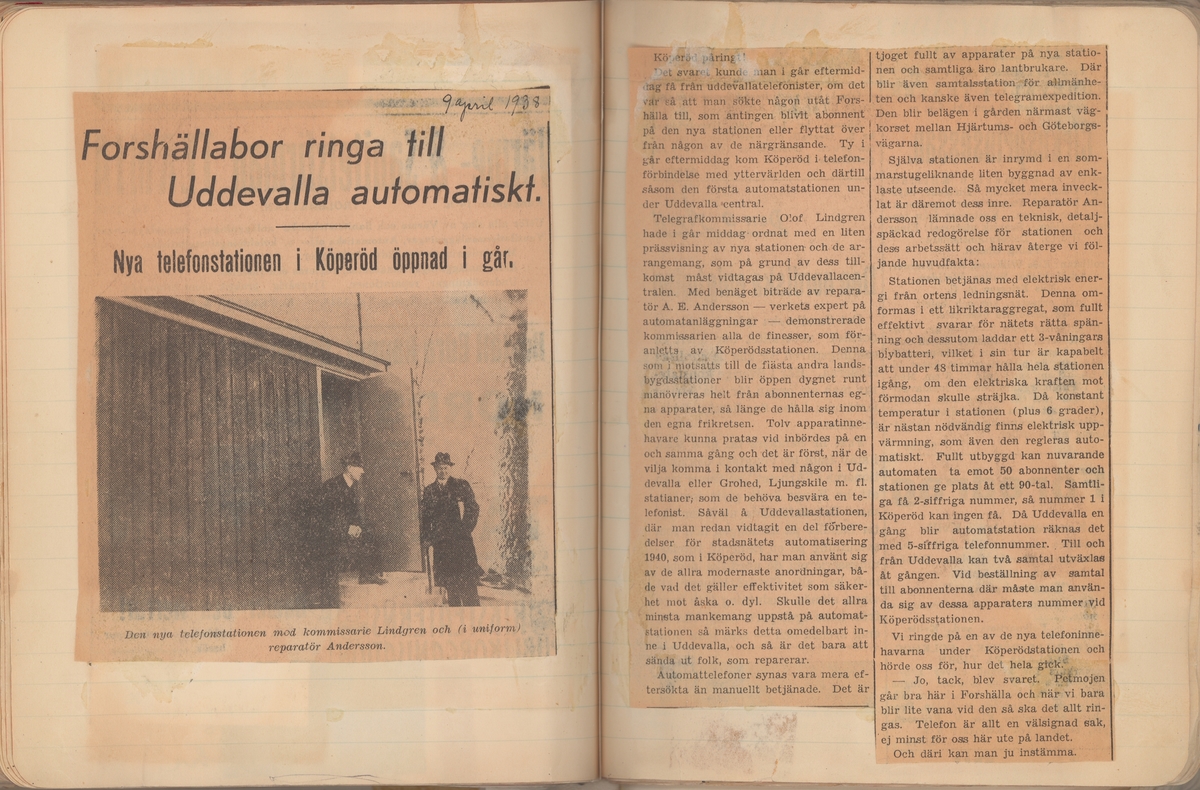 9 april 1938
Forshällabor ringa till
Uddevalla automatiskt.
Nya telefonstationen i Köperöd öppnad i går.
Den nya telefonstationen med kommissarie Lindgren och (i uniform)
reparatör Andersson.
Köperöd påring!
Det svaret kunde man i går eftermid-
dag få från uddevallatelefonister, om det
var så att man sökte någon utåt Fors-
hälla till, som antingen blivit abonnent
på den nya stationen eller flyttat över
från någon av de närgränsande. Ty i
går eftermiddag kom Köperöd i telefon-
förbindelse med yttervärlden och därtill
såsom den första automatstationen un-
der Uddevalla central.
Telegrafkommissarie Olof Lindgren
hade i går middag ordnat med en liten
prässvisning av nya stationen och de ar-
rangemang, som på grund av dess till-
komst måst vidtagas på Uddevallacen-
tralen. Med benäget biträde av repara-
tör A. E. Andersson — verkets expert på
automatanläggningar — demonstrerade
kommissarien alla de finesser, som för-
anletts av Köperödsstationen. Denna
som i motsatts till de flästa andra lands-
bygdsstationer blir öppen dygnet runt
manövreras helt från abonnenternas eg-
na apparater, så länge de hålla sig inom
den egna frikretsen. Tolv apparatinne-
havare kunna pratas vid inbördes på en
och samma gång och det är först, när de
vilja komma i kontakt med någon i Ud-
devalla eller Grohed, Ljungskile m. fl.
stationer, som de behöva besvära en te-
lefonist. Såväl å Uddevallastationen,
där man redan vidtagit en del förbere-
delser för stadsnätets automatisering
1940, som i Köperöd, har man använt sig
av de allra modernaste anordningar, bå-
de vad det gäller effektivitet som säker-
het mot åska o. dyl. Skulle det allra
minsta mankemang uppstå på automat-
stationen så märks detta omedelbart in-
ne i Uddevalla, och så är det bara att
sända ut folk, som reparerar.
Automattelefoner synas vara mera ef-
tersökta än manuellt betjänade. Det är
tjoget fullt av apparater på nya statio-
nen och samtliga äro lantbrukare. Där
blir även samtalsstation för allmänhe-
ten och kanske även telegramexpedition.
Den blir belägen i gården närmast väg-
korset mellan Hjärtums- och Göteborgs-
vägarna.
Själva stationen är inrymd i en som-
marstugeliknande liten byggnad av enk-
laste utseende. Så mycket mera inveck-
lat är däremot dess inre. Reparatör An-
dersson lämnade oss en teknisk, detalj-
späckad redogörelse för stationen och
dess arbetssätt och härav återge vi föl-
jande huvudfakta:
Stationen betjänas med elektrisk ener-
gi från ortens ledningsnät. Denna om-
formas i ett likriktaraggregat, som fullt
effektivt svarar för nätets rätta spän-
ning och dessutom laddar ett 3-våningars
blybatteri, vilket i sin tur är kapabelt
att under 48 timmar hålla hela stationen
igång, om den elektriska kraften mot
förmodan skulle sträjka. Då konstant
temperatur i stationen (plus 6 grader),
är nästan nödvändig finns elektrisk upp-
värmning, som även den regleras auto-
matiskt. Fullt utbyggd kan nuvarande
automaten ta emot 50 abonnenter och
stationen ge plats åt ett 90-tal. Samtli-
ga få 2-siffriga nummer, så nummer 1 i
Köperöd kan ingen få. Då Uddevalla en
gång blir automatstation räknas det
med 5-siffriga telefonnummer. Till och
från Uddevalla kan två samtal utväxlas
åt gången. Vid beställning av samtal
till abonnenterna där måste man använ-
da sig av dessa apparaters nummer vid
Köperödsstationen.
Vi ringde på en av de nya telefoninne-
havarna under Köperödstationen och
hörde oss för, hur det hela gick.
— Jo, tack, blev svaret. Petmojen
går bra här i Forshälla och när vi bara
blir lite vana vid den så ska det allt rin-
gas. Telefon är allt en välsignad sak,
ej minst för oss här ute på landet.
Och däri kan man ju instämma.